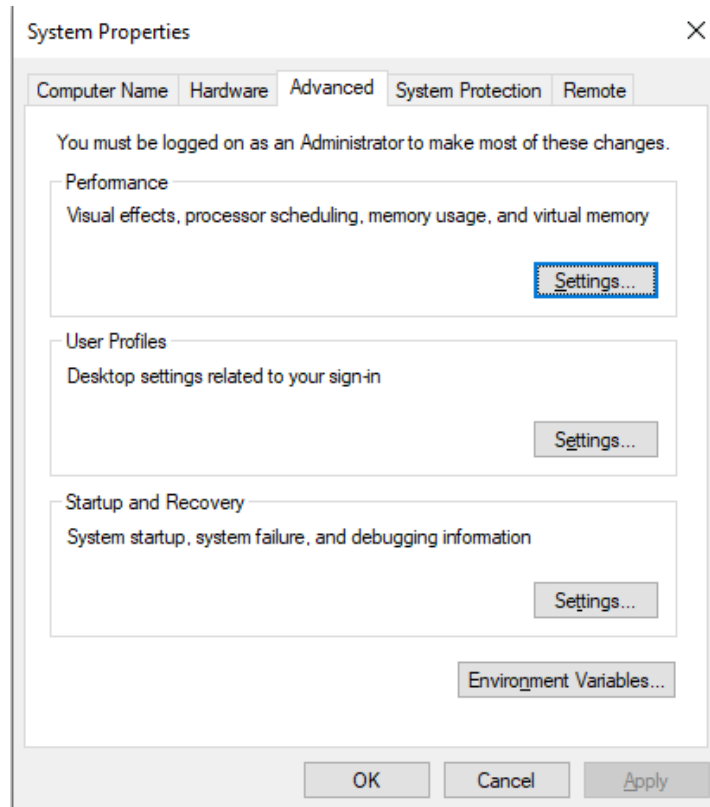 System Properties
Computer Name Hardware Advanced System Protection Remote
You must be logged on as an Administrator to make most of these changes.
Performance
Visual effects, processor scheduling, memory usage, and virtual memory
Settings...
User Profiles
Desktop settings related to your sign-in
Settings...
Startup and Recovery
System startup, system failure, and debugging information
Settings...
Environment Variables...
OK Cancel Apply